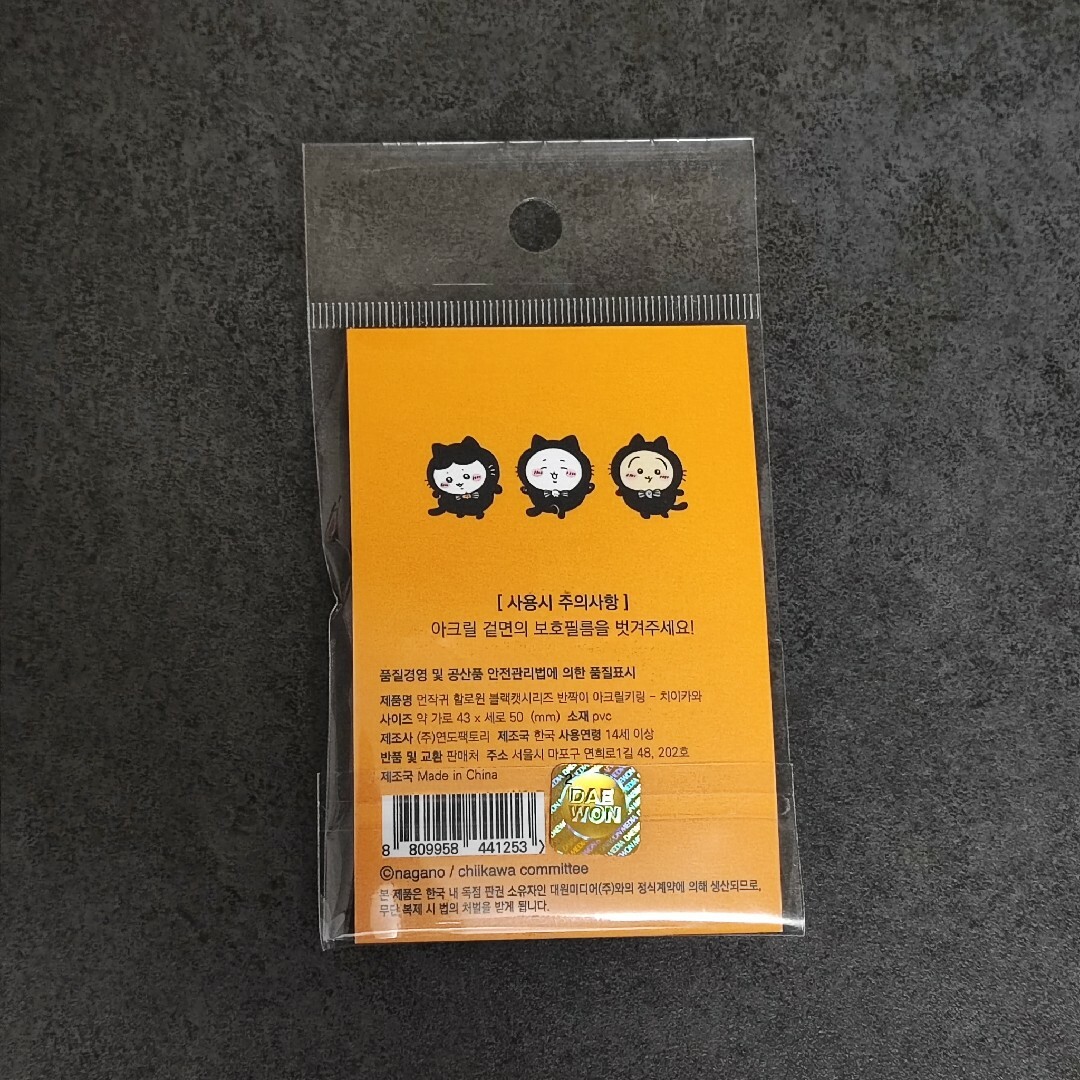 [ 사용시 주의사항 ]
아크릴 겉면의 보호필름을 벗겨주세요!
품질경영 및 공산품 안전관리법에 의한 품질표시
제품명 먼작귀 할로윈 블랙캣시리즈 반짝이 아크릴키링 - 치이카와
사이즈 약 가로 43 x 세로 50 (mm) 소재 pvc
제조사 (주)연도팩토리 제조국 한국 사용연령 14세 이상
반품 및 교환 판매처 주소 서울시 마포구 연희로1길 48, 202호
제조국 Made in China
DAE
WON
8 809958 441253
©nagano / chiikawa committee
본 제품은 한국 내 독점 판권 소유자인 대원미디어(주)와의 정식계약에 의해 생산되므로,
무단 복제 시 법의 처벌을 받게 됩니다.